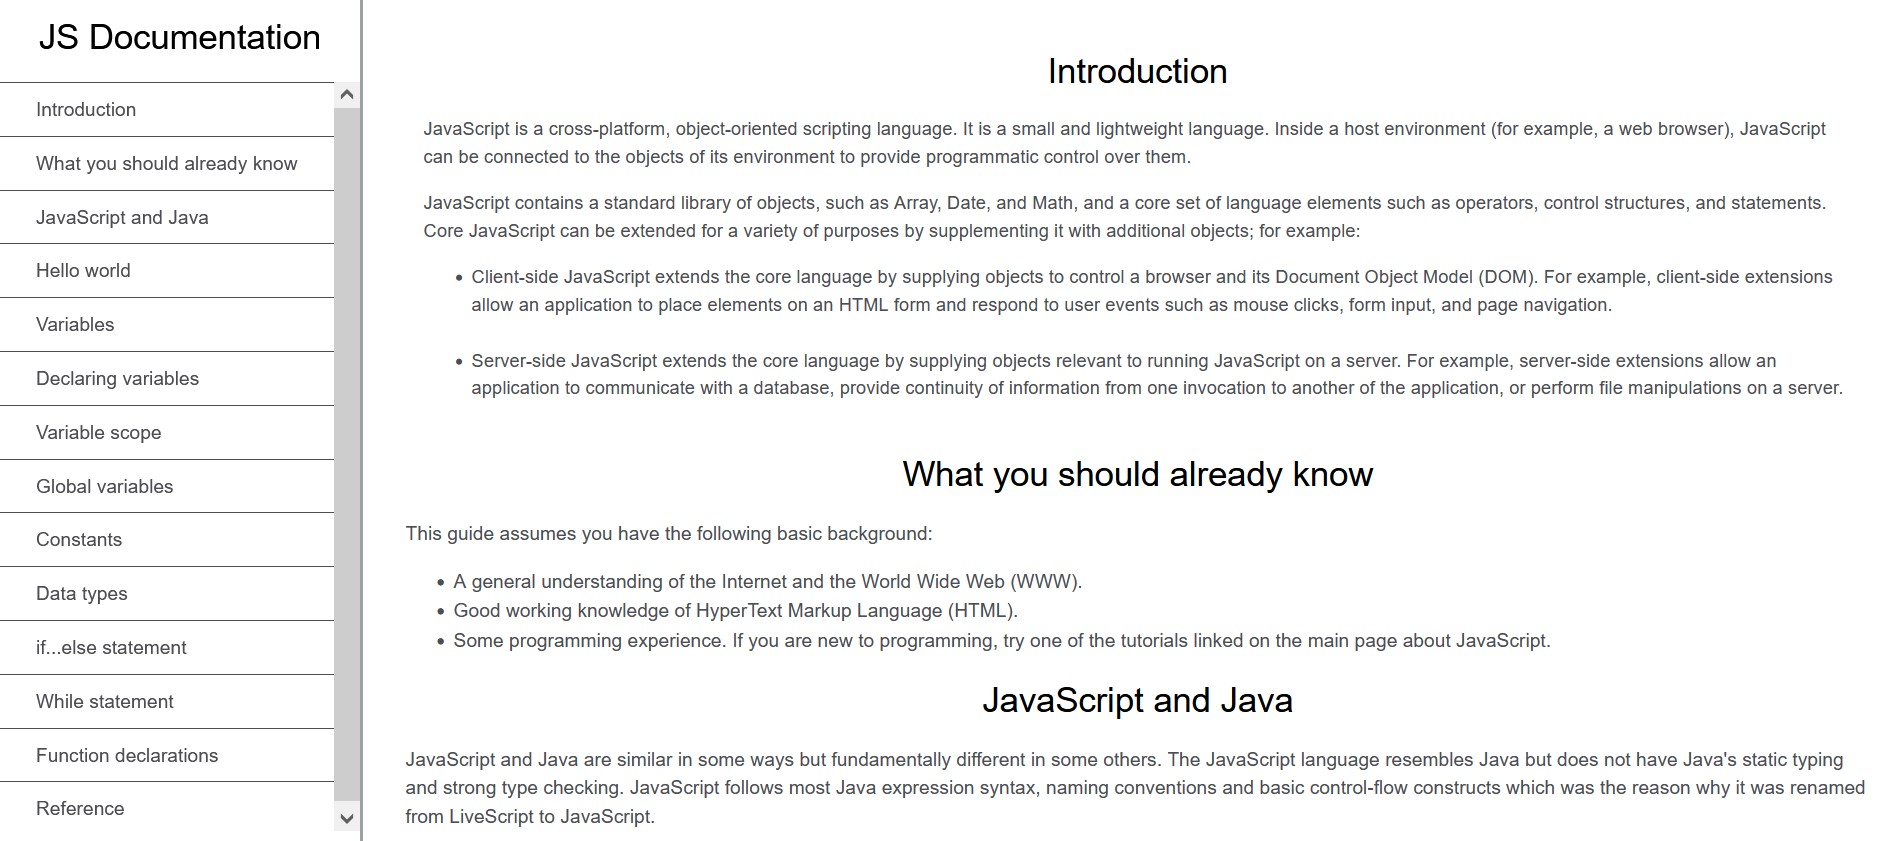 JS Documentation
Introduction
What you should already know
JavaScript and Java
Hello world
Variables
Declaring variables
Variable scope
Global variables
Constants
Data types
if...else statement
While statement
Function declarations
Reference
Introduction
JavaScript is a cross-platform, object-oriented scripting language. It is a small and lightweight language. Inside a host environment (for example, a web browser), JavaScript
can be connected to the objects of its environment to provide programmatic control over them.
JavaScript contains a standard library of objects, such as Array, Date, and Math, and a core set of language elements such as operators, control structures, and statements.
Core JavaScript can be extended for a variety of purposes by supplementing it with additional objects; for example:
• Client-side JavaScript extends the core language by supplying objects to control a browser and its Document Object Model (DOM). For example, client-side extensions
allow an application to place elements on an HTML form and respond to user events such as mouse clicks, form input, and page navigation.
• Server-side JavaScript extends the core language by supplying objects relevant to running JavaScript on a server. For example, server-side extensions allow an
application to communicate with a database, provide continuity of information from one invocation to another of the application, or perform file manipulations on a server.
What you should already know
This guide assumes you have the following basic background:
• A general understanding of the Internet and the World Wide Web (WWW).
• Good working knowledge of HyperText Markup Language (HTML).
• Some programming experience. If you are new to programming, try one of the tutorials linked on the main page about JavaScript.
JavaScript and Java
JavaScript and Java are similar in some ways but fundamentally different in some others. The JavaScript language resembles Java but does not have Java's static typing
and strong type checking. JavaScript follows most Java expression syntax, naming conventions and basic control-flow constructs which was the reason why it was renamed
from LiveScript to JavaScript.